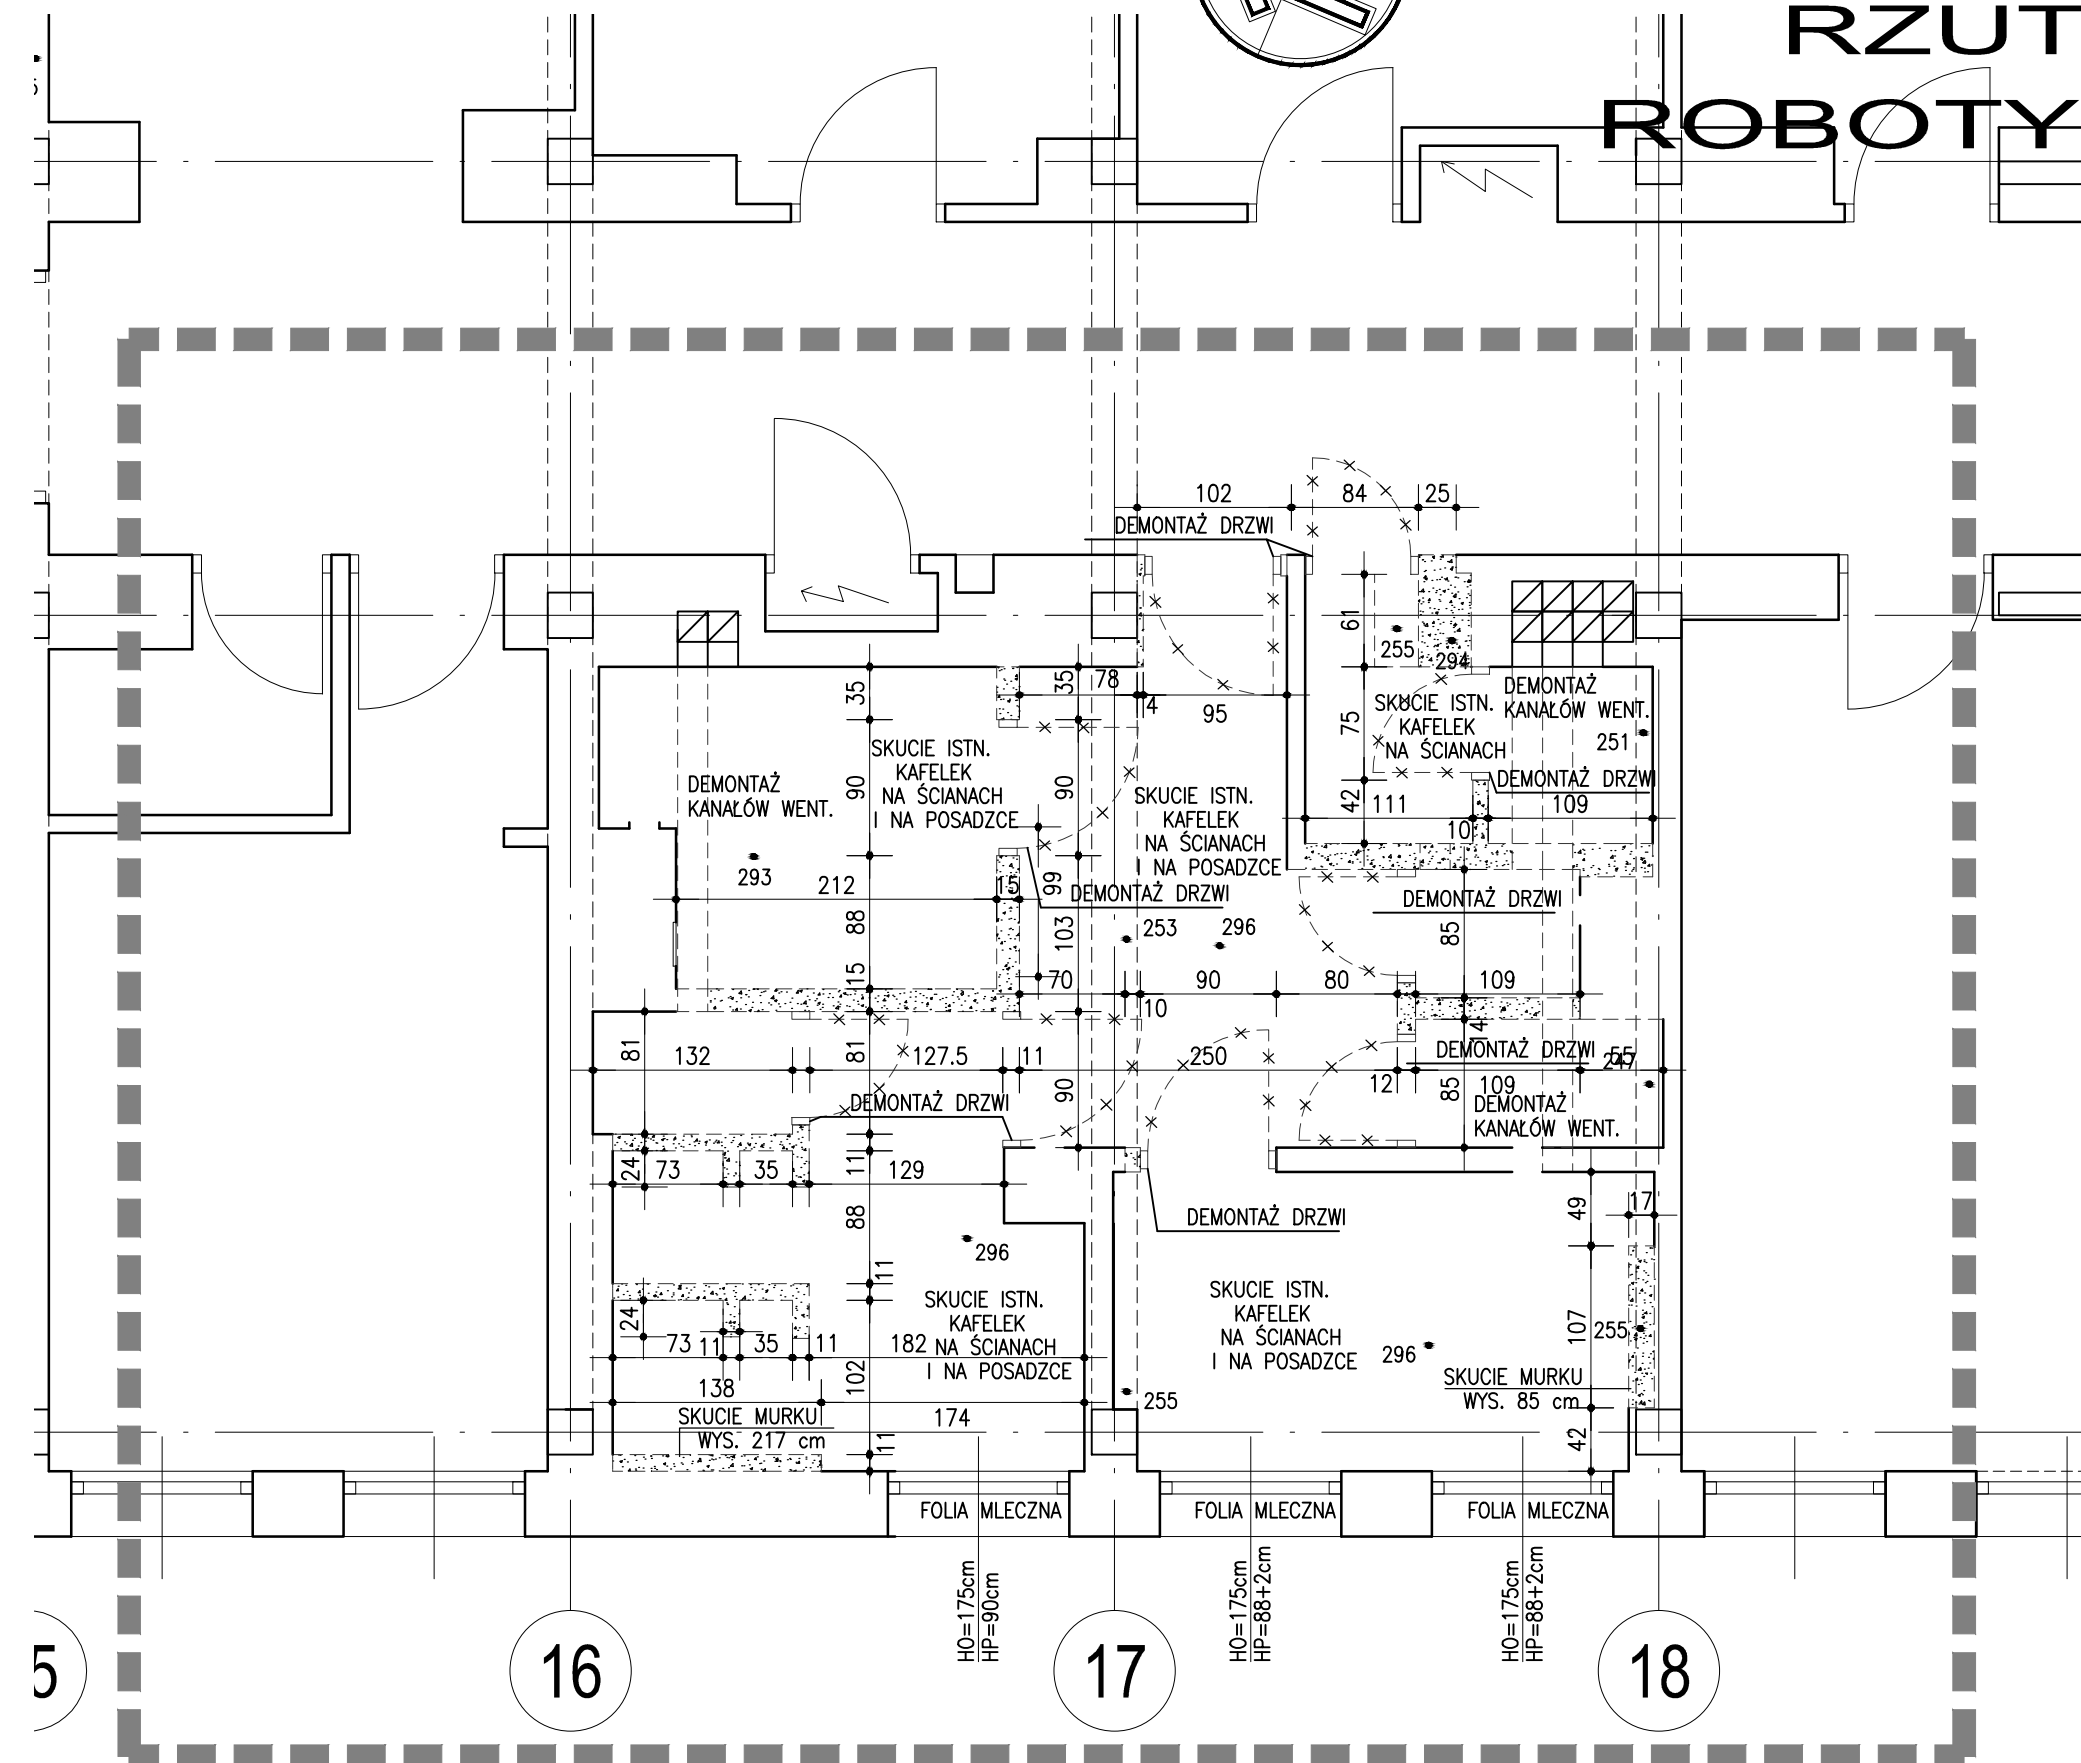 RZUT
ROBOTY
5
102
84
25
DEMONTAŻ DRZWI
61
255
294
35
35
78
4
95
75
SKUCIE ISTN.
KAFELEK
NA ŚCIANACH
DEMONTAŻ
KANAŁÓW WENT.
251
DEMONTAŻ DRZWI
42
111
10
109
DEMONTAŻ
KANAŁÓW WENT.
90
SKUCIE ISTN.
KAFELEK
NA ŚCIANACH
I NA POSADZCE
90
SKUCIE ISTN.
KAFELEK
NA ŚCIANACH
I NA POSADZCE
293
212
15
99
DEMONTAŻ DRZWI
DEMONTAŻ DRZWI
88
103
253
296
85
15
70
10
90
80
109
14
81
132
81
127.5
11
250
DEMONTAŻ DRZWI
55
247
90
12
85
109
DEMONTAŻ
KANAŁÓW WENT.
DEMONTAŻ DRZWI
24
73
35
11
129
88
DEMONTAŻ DRZWI
49
17
296
11
SKUCIE ISTN.
KAFELEK
NA ŚCIANACH
I NA POSADZCE
SKUCIE ISTN.
KAFELEK
NA ŚCIANACH
I NA POSADZCE
296
107
255
24
73
11
35
11
182
102
138
174
SKUCIE MURKU
WYS. 217 cm
11
255
SKUCIE MURKU
WYS. 85 cm
42
FOLIA MLECZNA
FOLIA MLECZNA
FOLIA MLECZNA
HO=175cm
HP=90cm
HO=175cm
HP=88+2cm
HO=175cm
HP=88+2cm
5
16
17
18